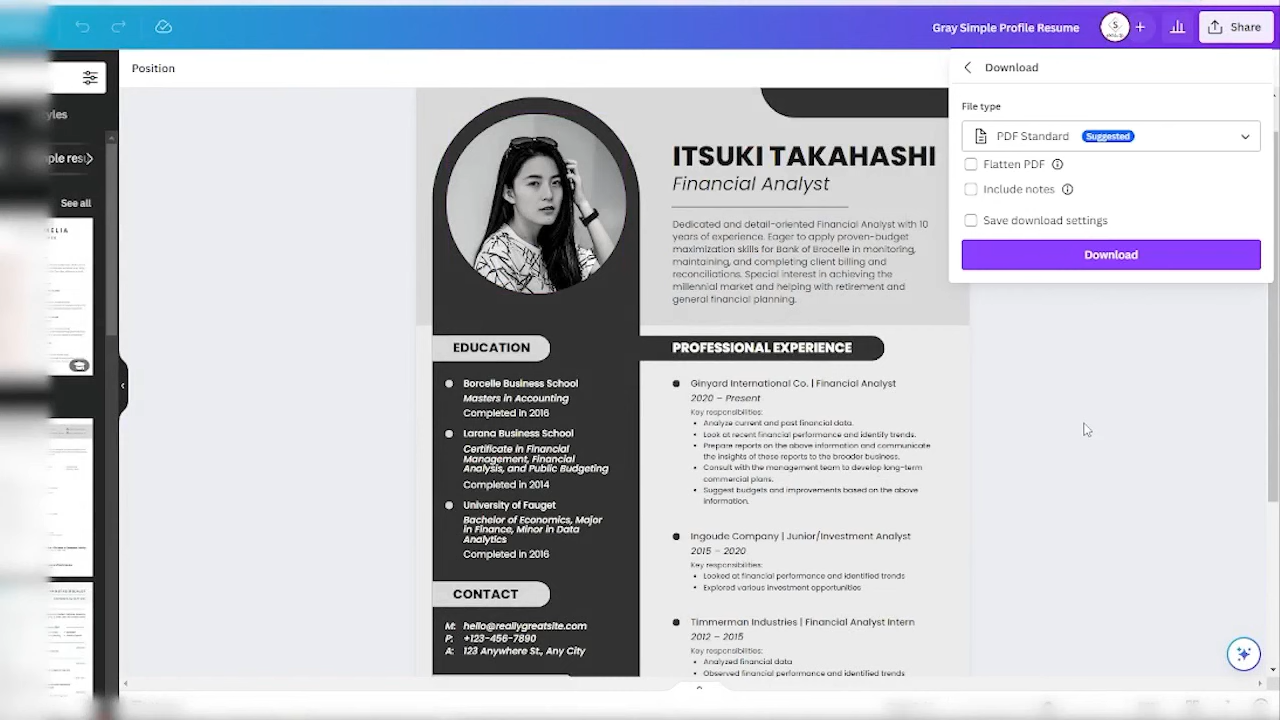 Gray Simple Profile Resume
Share
Position
Download
File type
PDF Standard Suggested
Flatten PDF
Include notes
Save download settings
Download
yles
ple res
See all
ITSUKI TAKAHASHI
Financial Analyst
Dedicated and detail-oriented Financial Analyst with 10
years of experience. Eager to apply proven-budget
maximization skills for Bank of Brocelle in monitoring,
maintaining, and completing client billing and
reconciliations. Special interest in achieving the
millennial market and helping with retirement and
general financial planning.
EDUCATION
Borcelle Business School
Masters in Accounting
Completed in 2016
Larana Business School
Certificate in Financial
Management, Financial
Analysis, and Public Budgeting
Completed in 2014
University of Fauget
Bachelor of Economics, Major
in Finance, Minor in Data
Analytics
Completed in 2016
CONTACT
M: hello@reallygreatsite.com
P: +123-456-7890
A: 123 Anywhere St., Any City
PROFESSIONAL EXPERIENCE
Ginyard International Co. | Financial Analyst
2020 – Present
Key responsibilities:
Analyze current and past financial data.
Look at recent financial performance and identify trends.
Prepare reports on the above information and communicate
the insights of these reports to the broader business.
Consult with the management team to develop long-term
commercial plans.
Suggest budgets and improvements based on the above
information.
Ingoude Company | Junior/Investment Analyst
2015 – 2020
Key responsibilities:
Looked at financial performance and identified trends
Explored various investment opportunities
Timmerman Industries | Financial Analyst Intern
2012 – 2015
Key responsibilities:
Analyzed financial data
Observed financial performance and identified trends